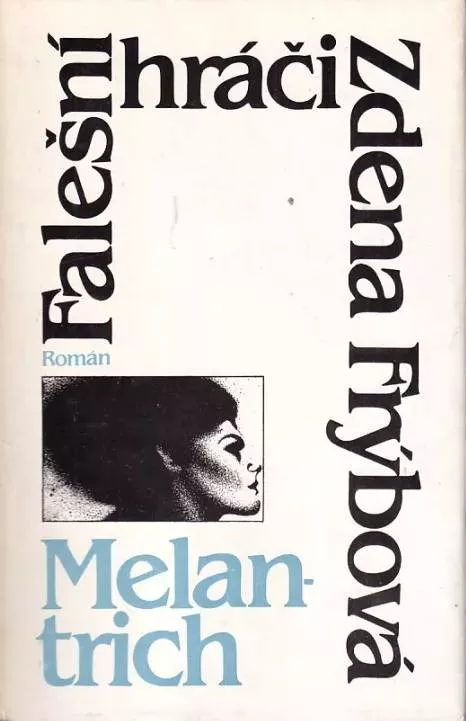 Falešní
hráči
Zdena Frýbová
Román
Melan-
trich